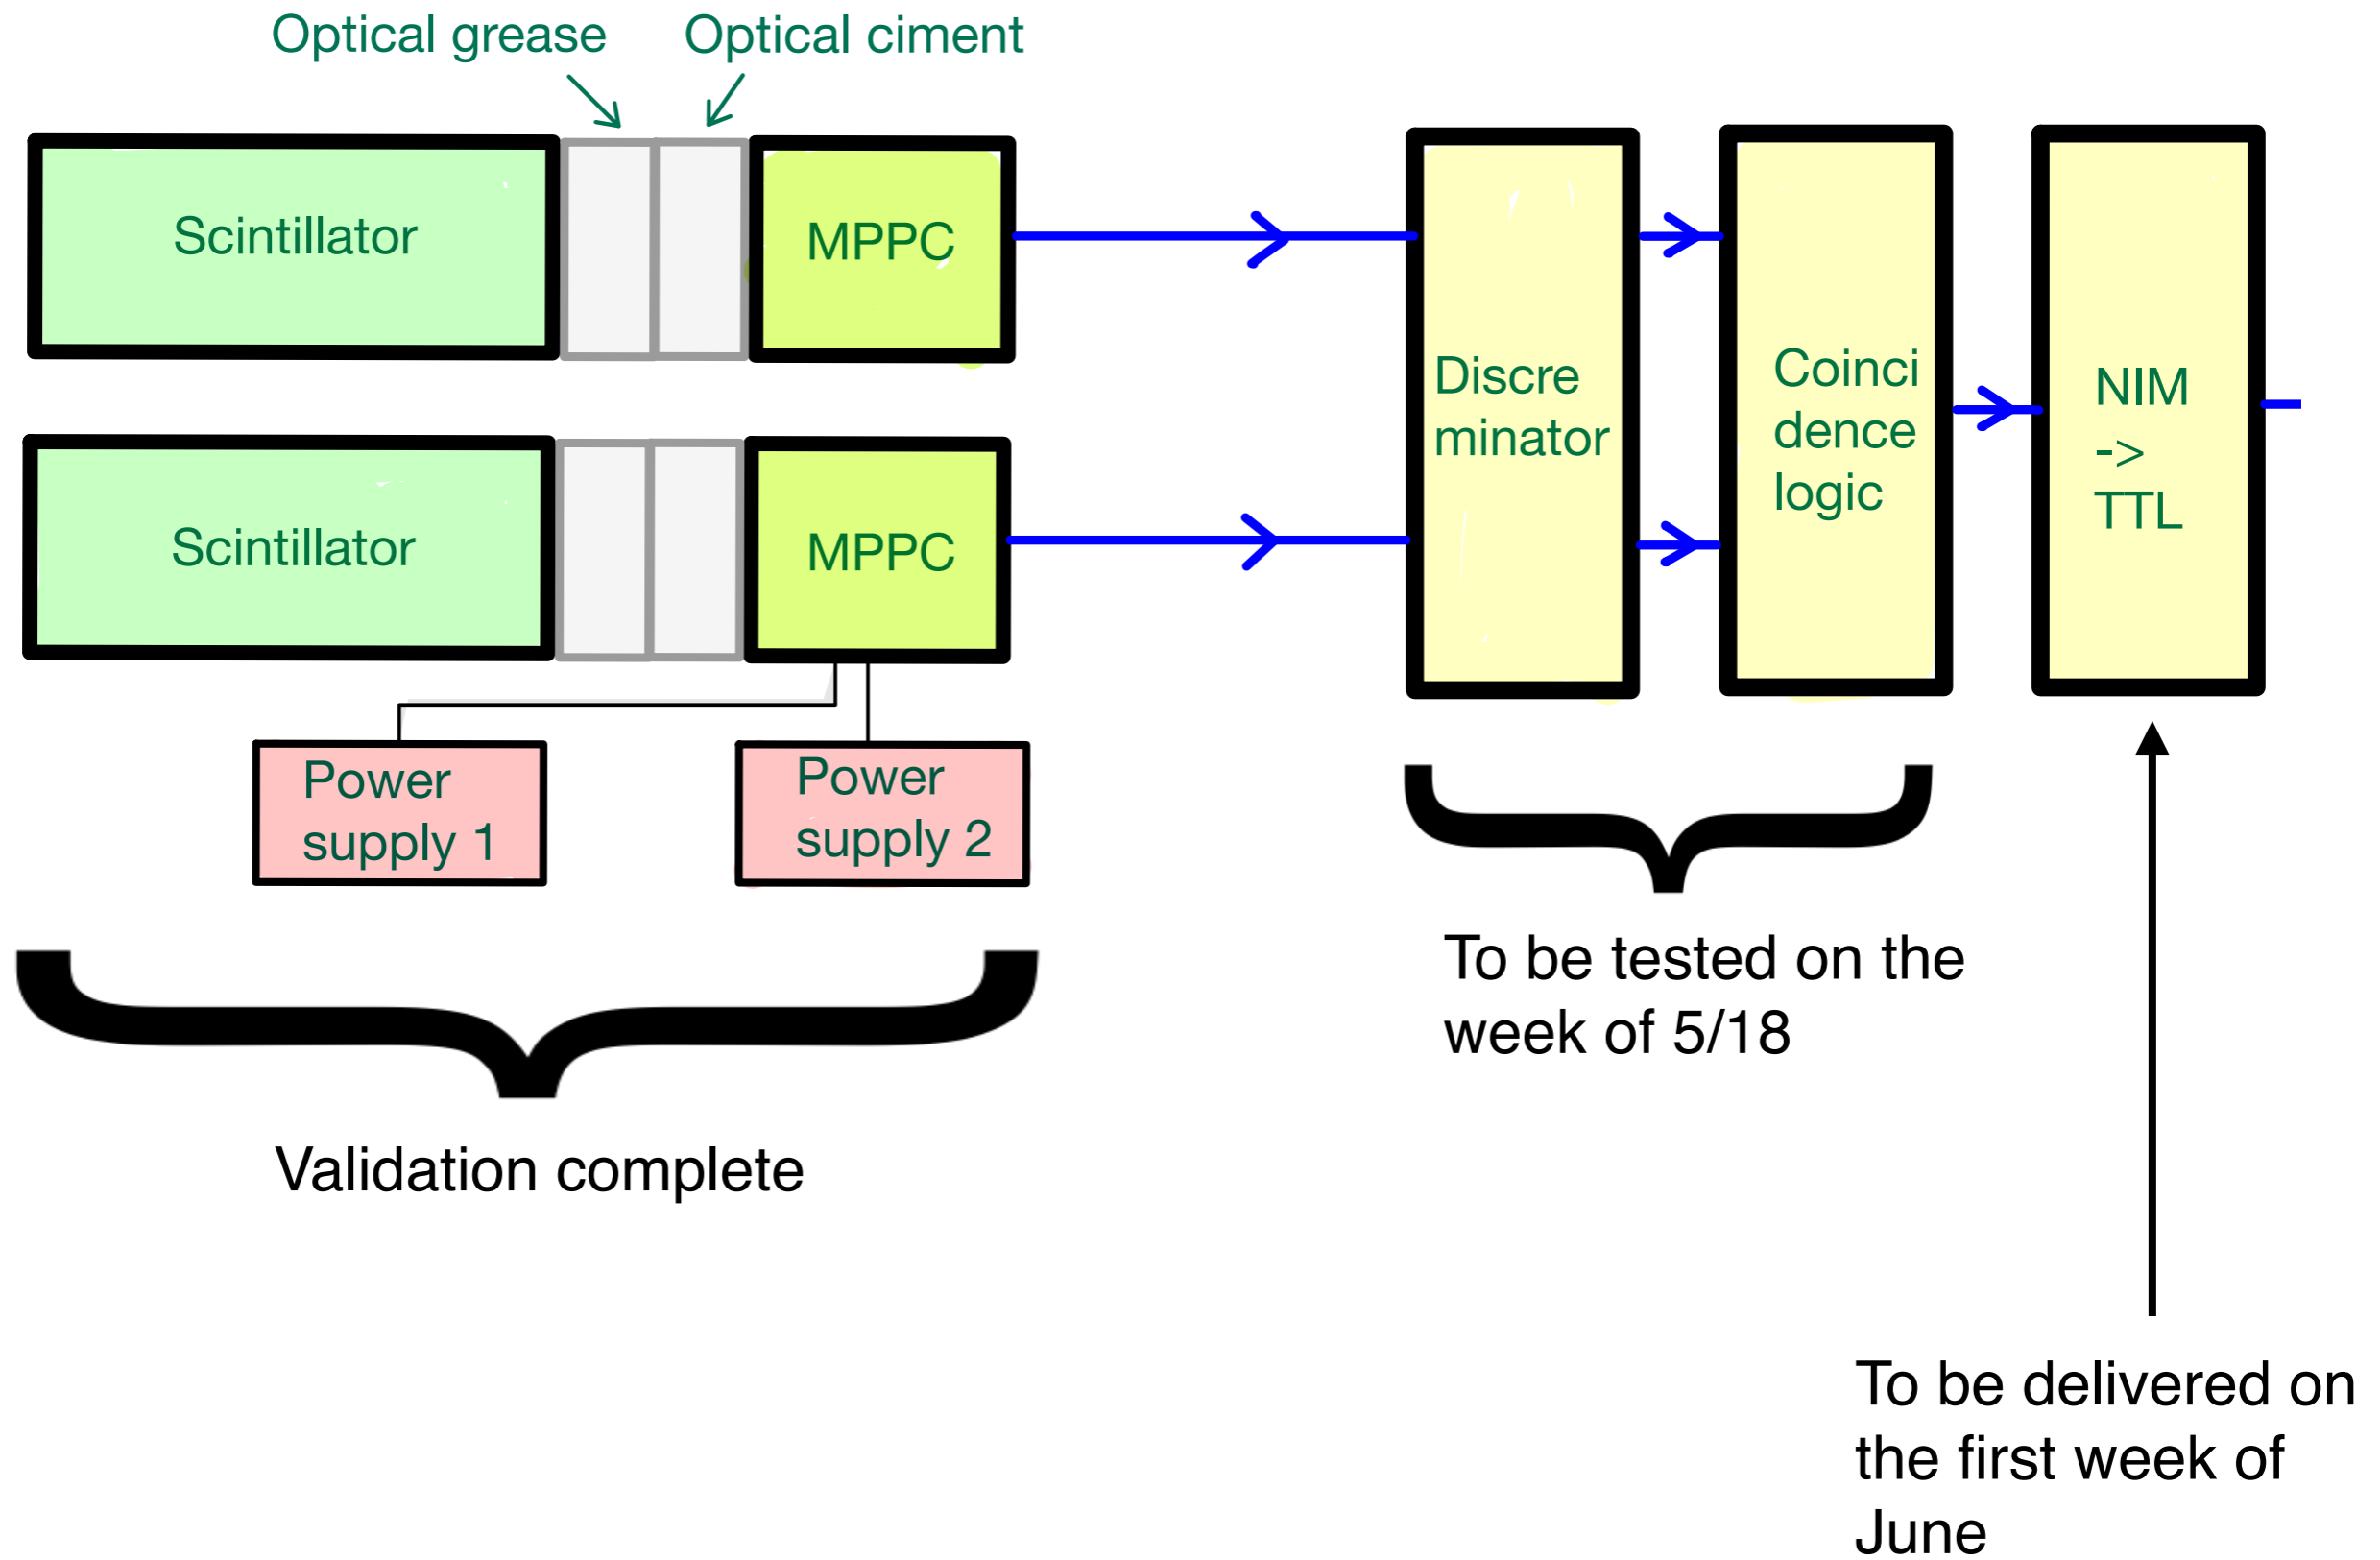 Optical grease
Optical ciment
Scintillator
MPPC
Scintillator
MPPC
Power
supply 1
Power
supply 2
Discre
minator
Coinci
dence
logic
NIM
->
TTL
Validation complete
To be tested on the
week of 5/18
To be delivered on
the first week of
June